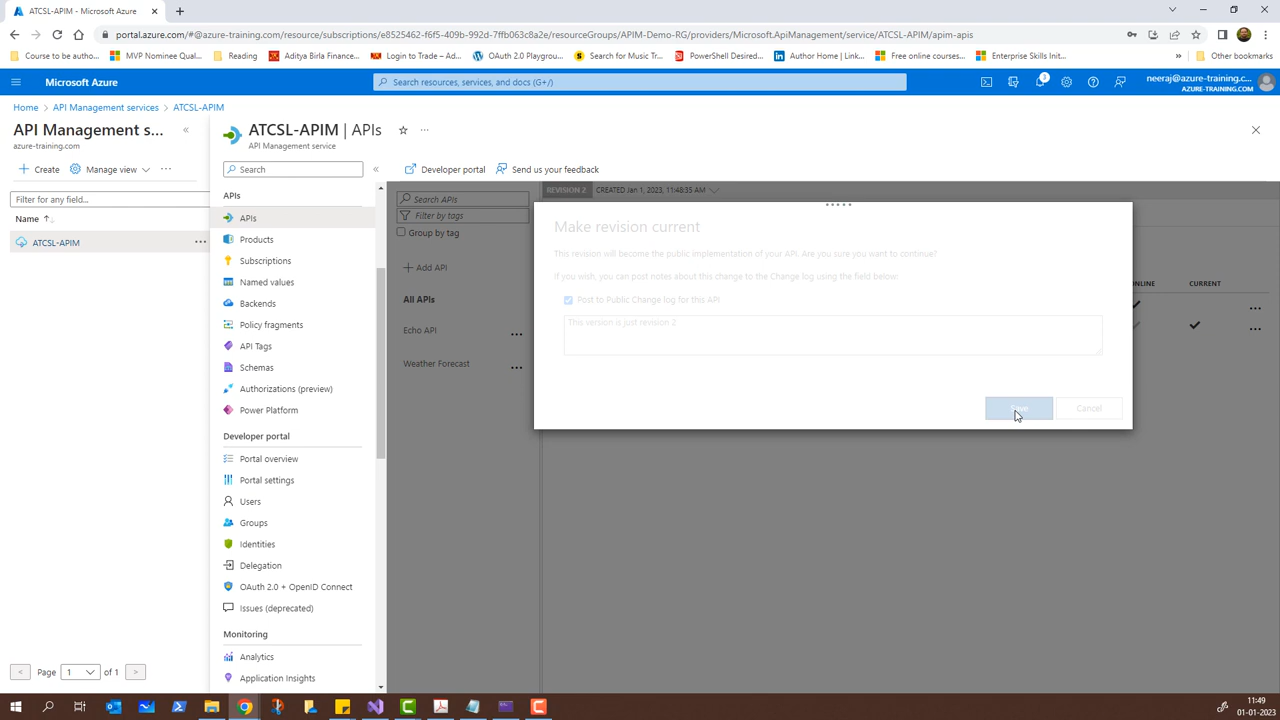 ATCSL-APIM - Microsoft Azure
portal.azure.com/#@azure-training.com/resource/subscriptions/e8525462-f6f5-409b-992d-7ffb063c8a2e/resourceGroups/APIM-Demo-RG/providers/Microsoft.ApiManagement/service/ATCSL-APIM/apim-apis
Course to be autho...
MVP Nominee Qual...
Reading
Aditya Birla Financ...
Login to Trade – Ad...
OAuth 2.0 Playgrou...
Search for Music Tr...
PowerShell Desired...
Author Home | Link...
Free online courses...
Enterprise Skills Init...
»
Other bookmarks
Microsoft Azure
Search resources, services, and docs (G+/)
1
neeraj@azure-training.c...
AZURE-TRAINING.COM
Home > API Management services > ATCSL-APIM
API Management s...
azure-training.com
+ Create
Manage view
Filter for any field...
Name ↑
ATCSL-APIM
Page 1 of 1
ATCSL-APIM | APIs
API Management service
Search
Developer portal
Send us your feedback
APIs
APIs
Products
Subscriptions
Named values
Backends
Policy fragments
API Tags
Schemas
Authorizations (preview)
Power Platform
Developer portal
Portal overview
Portal settings
Users
Groups
Identities
Delegation
OAuth 2.0 + OpenID Connect
Issues (deprecated)
Monitoring
Analytics
Application Insights
Search APIs
Filter by tags
Group by tag
+ Add API
All APIs
Echo API
Weather Forecast
REVISION 2
CREATED Jan 1, 2023, 11:48:35 AM
Make revision current
This revision will become the public implementation of your API. Are you sure you want to continue?
If you wish, you can post notes about this change to the Change log using the field below:
Post to Public Change log for this API
This version is just revision 2
Save
Cancel
CURRENT
11:49
01-01-2023